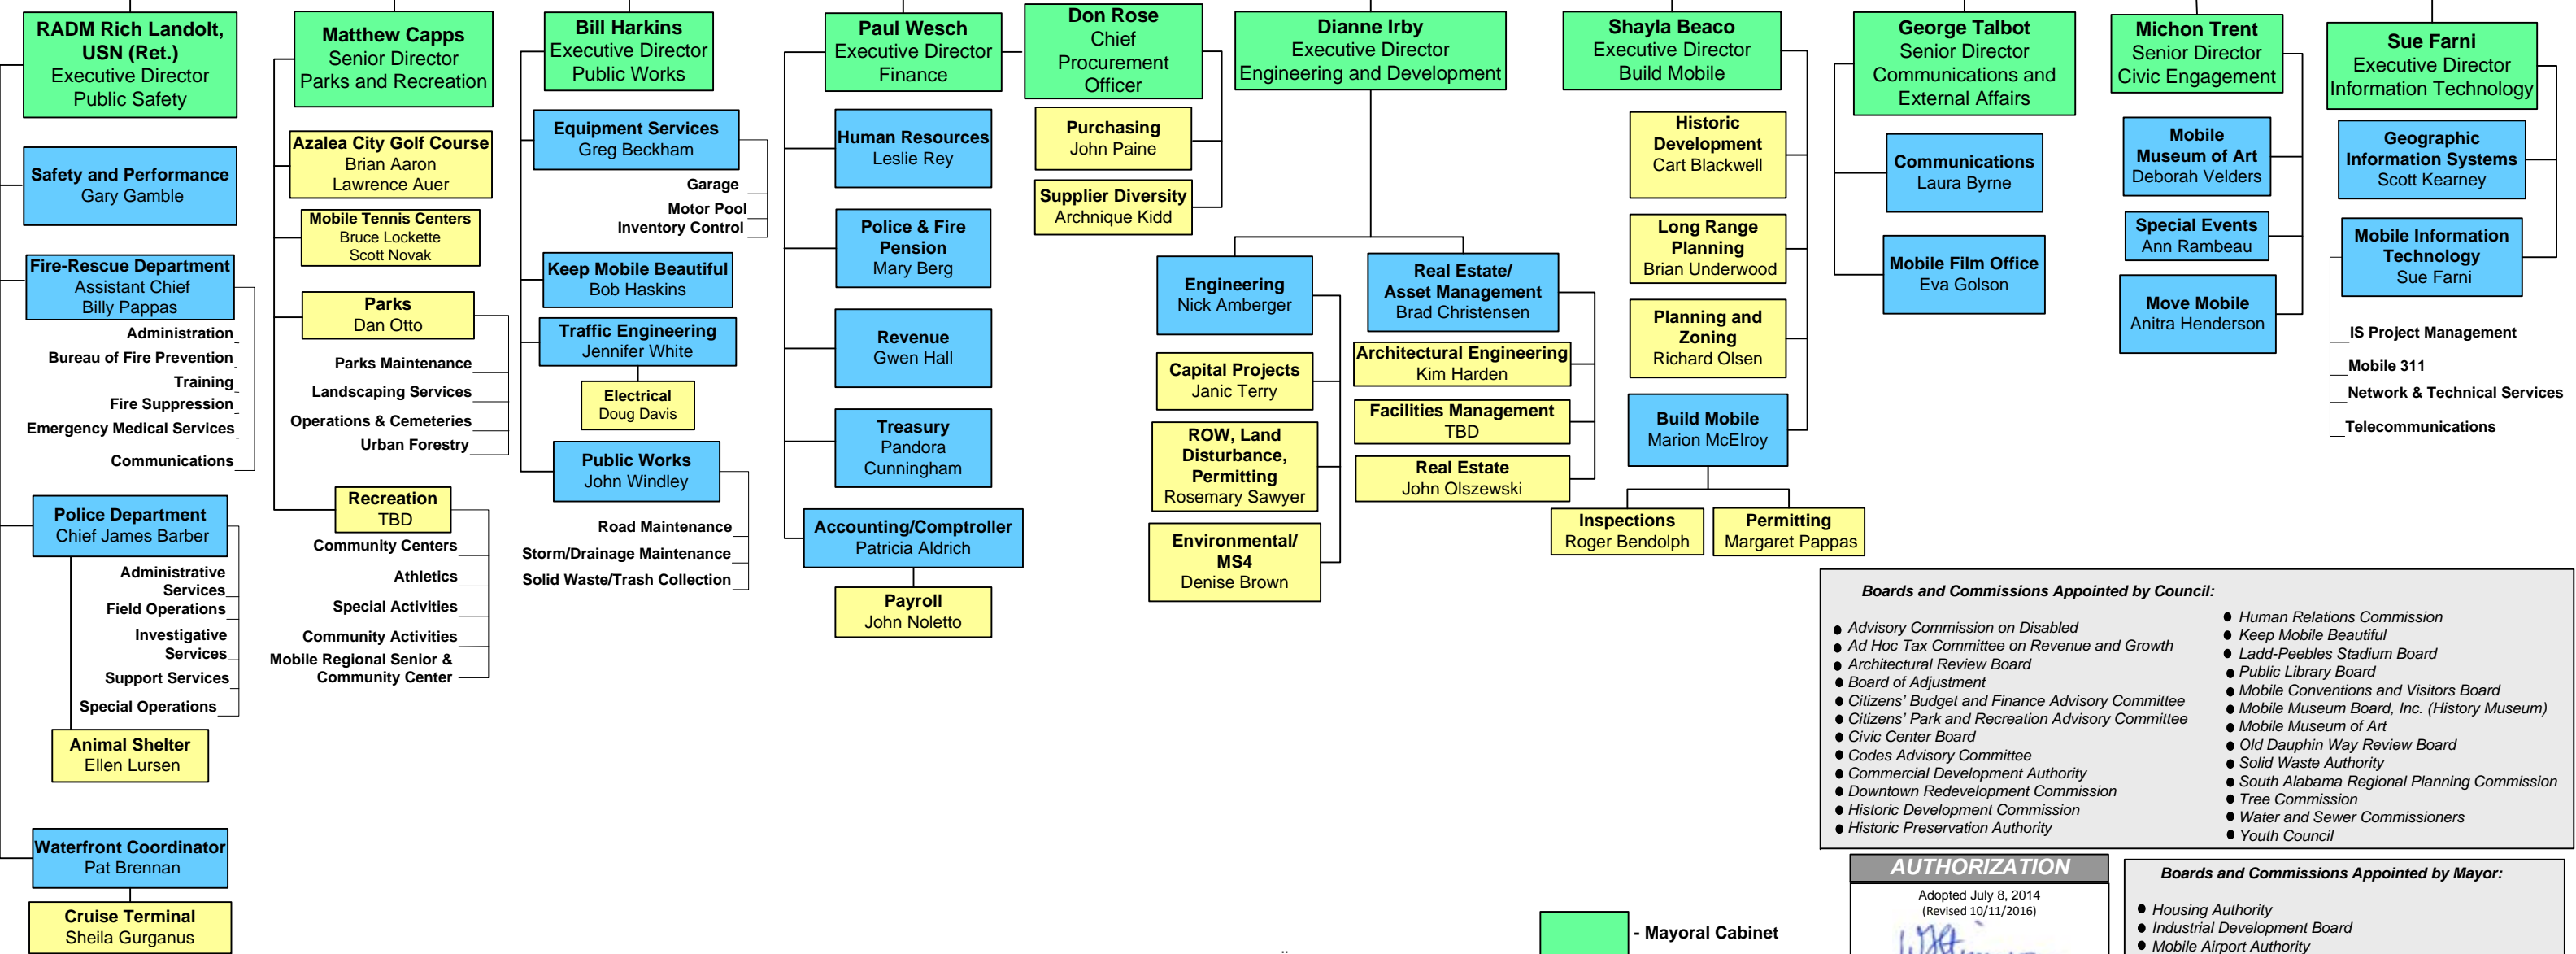 RADM Rich Landolt,
USN (Ret.)
Executive Director
Public Safety
Safety and Performance
Gary Gamble
Fire-Rescue Department
Assistant Chief
Billy Pappas
Administration
Bureau of Fire Prevention
Training
Fire Suppression
Emergency Medical Services
Communications
Police Department
Chief James Barber
Administrative
Services
Field Operations
Investigative
Services
Support Services
Special Operations
Animal Shelter
Ellen Lursen
Waterfront Coordinator
Pat Brennan
Cruise Terminal
Sheila Gurganus
Matthew Capps
Senior Director
Parks and Recreation
Azalea City Golf Course
Brian Aaron
Lawrence Auer
Mobile Tennis Centers
Bruce Lockette
Scott Novak
Parks
Dan Otto
Parks Maintenance
Landscaping Services
Operations & Cemeteries
Urban Forestry
Recreation
TBD
Community Centers
Athletics
Special Activities
Community Activities
Mobile Regional Senior &
Community Center
Bill Harkins
Executive Director
Public Works
Equipment Services
Greg Beckham
Garage
Motor Pool
Inventory Control
Keep Mobile Beautiful
Bob Haskins
Traffic Engineering
Jennifer White
Electrical
Doug Davis
Public Works
John Windley
Road Maintenance
Storm/Drainage Maintenance
Solid Waste/Trash Collection
Paul Wesch
Executive Director
Finance
Human Resources
Leslie Rey
Police & Fire
Pension
Mary Berg
Revenue
Gwen Hall
Treasury
Pandora
Cunningham
Accounting/Comptroller
Patricia Aldrich
Payroll
John Noletto
Don Rose
Chief
Procurement
Officer
Purchasing
John Paine
Supplier Diversity
Archnique Kidd
Dianne Irby
Executive Director
Engineering and Development
Engineering
Nick Amberger
Capital Projects
Janic Terry
ROW, Land
Disturbance,
Permitting
Rosemary Sawyer
Environmental/
MS4
Denise Brown
Real Estate/
Asset Management
Brad Christensen
Architectural Engineering
Kim Harden
Facilities Management
TBD
Real Estate
John Olszewski
Shayla Beaco
Executive Director
Build Mobile
Historic
Development
Cart Blackwell
Long Range
Planning
Brian Underwood
Planning and
Zoning
Richard Olsen
Build Mobile
Marion McElroy
Inspections
Roger Bendolph
Permitting
Margaret Pappas
George Talbot
Senior Director
Communications and
External Affairs
Communications
Laura Byrne
Mobile Film Office
Eva Golson
Michon Trent
Senior Director
Civic Engagement
Mobile
Museum of Art
Deborah Velders
Special Events
Ann Rambeau
Move Mobile
Anitra Henderson
Sue Farni
Executive Director
Information Technology
Geographic
Information Systems
Scott Kearney
Mobile Information
Technology
Sue Farni
IS Project Management
Mobile 311
Network & Technical Services
Telecommunications
Boards and Commissions Appointed by Council:
● Advisory Commission on Disabled
● Ad Hoc Tax Committee on Revenue and Growth
● Architectural Review Board
● Board of Adjustment
● Citizens' Budget and Finance Advisory Committee
● Citizens' Park and Recreation Advisory Committee
● Civic Center Board
● Codes Advisory Committee
● Commercial Development Authority
● Downtown Redevelopment Commission
● Historic Development Commission
● Historic Preservation Authority
● Human Relations Commission
● Keep Mobile Beautiful
● Ladd-Peebles Stadium Board
● Public Library Board
● Mobile Conventions and Visitors Board
● Mobile Museum Board, Inc. (History Museum)
● Mobile Museum of Art
● Old Dauphin Way Review Board
● Solid Waste Authority
● South Alabama Regional Planning Commission
● Tree Commission
● Water and Sewer Commissioners
● Youth Council
- Mayoral Cabinet
AUTHORIZATION
Adopted July 8, 2014
(Revised 10/11/2016)
Boards and Commissions Appointed by Mayor:
● Housing Authority
● Industrial Development Board
● Mobile Airport Authority